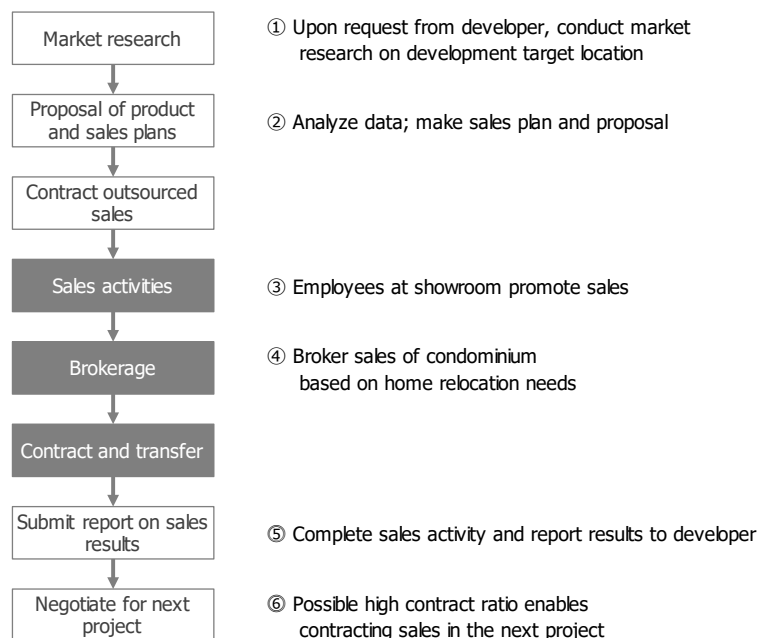 Market research
① Upon request from developer, conduct market
research on development target location
Proposal of product
and sales plans
② Analyze data; make sales plan and proposal
Contract outsourced
sales
Sales activities
③ Employees at showroom promote sales
Brokerage
④ Broker sales of condominium
based on home relocation needs
Contract and transfer
Submit report on sales
results
⑤ Complete sales activity and report results to developer
Negotiate for next
project
⑥ Possible high contract ratio enables
contracting sales in the next project